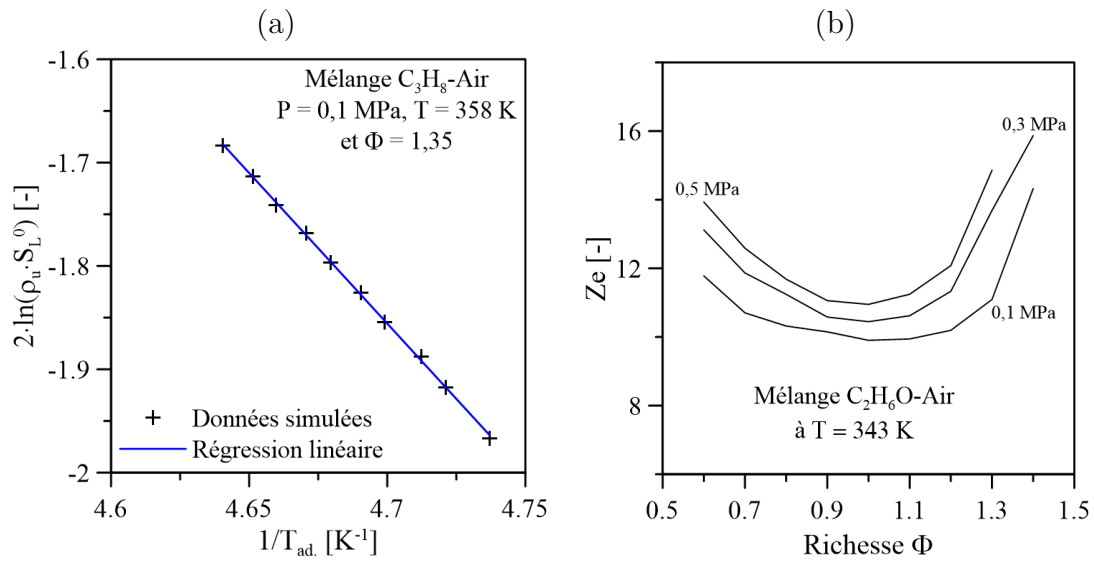 (a)
Mélange C₃H₈-Air
P = 0,1 MPa, T = 358 K
et Φ = 1,35
-1.6
-1.7
-1.8
-1.9
-2
2·ln(ρᵤ·S_L⁰) [-]
Données simulées
Régression linéaire
4.6
4.65
4.7
4.75
1/T_ad. [K⁻¹]
(b)
16
12
8
Ze [-]
0,3 MPa
0,5 MPa
0,1 MPa
Mélange C₂H₆O-Air
à T = 343 K
0.5
0.7
0.9
1.1
1.3
1.5
Richesse Φ